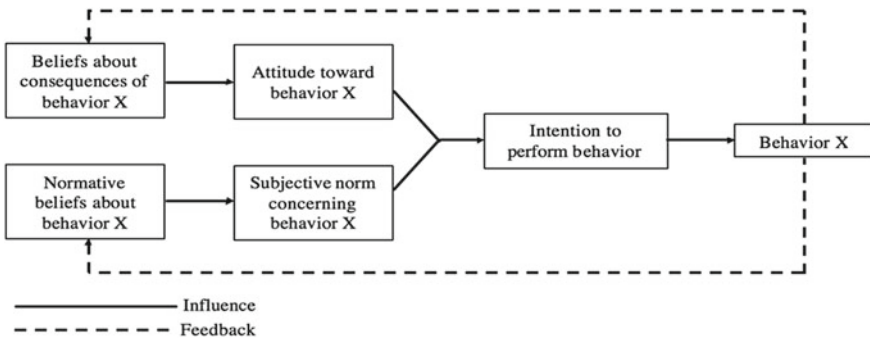 Beliefs about
consequences of
behavior X
Attitude toward
behavior X
Intention to
perform behavior
Behavior X
Normative
beliefs about
behavior X
Subjective norm
concerning
behavior X
Influence
Feedback